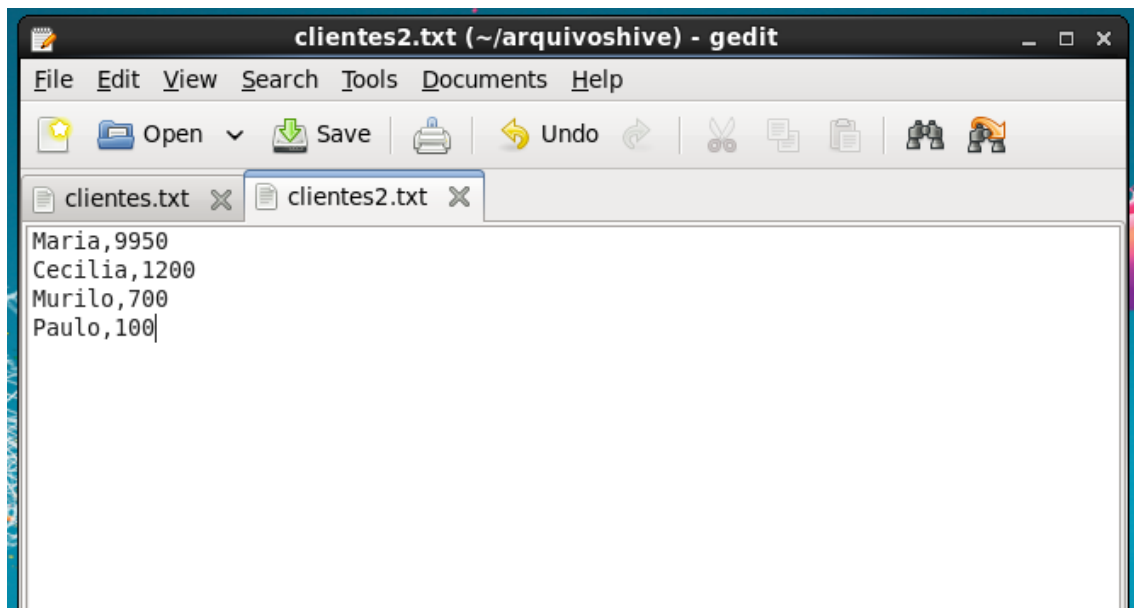 clientes2.txt (~/arquivoshive) - gedit
File Edit View Search Tools Documents Help
Open Save Undo
clientes.txt clientes2.txt
Maria,9950
Cecilia,1200
Murilo,700
Paulo,100